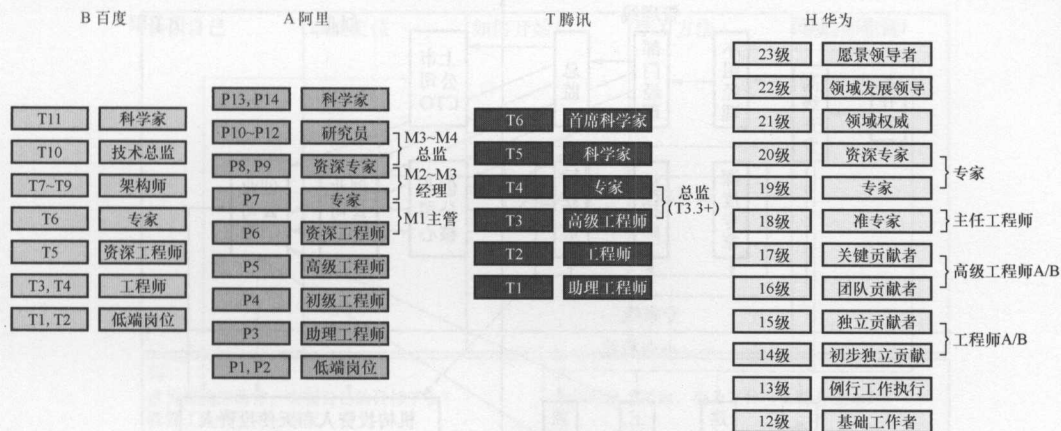 B 百度
T11 科学家
T10 技术总监
T7~T9 架构师
T6 专家
T5 资深工程师
T3, T4 工程师
T1, T2 低端岗位
A 阿里
P13, P14 科学家
P10~P12 研究员
P8, P9 资深专家
P7 专家
P6 资深工程师
P5 高级工程师
P4 初级工程师
P3 助理工程师
P1, P2 低端岗位
M3~M4
总监
M2~M3
经理
M1主管
T 腾讯
T6 首席科学家
T5 科学家
T4 专家
T3 高级工程师
T2 工程师
T1 助理工程师
总监
(T3.3+)
H 华为
23级 愿景领导者
22级 领域发展领导
21级 领域权威
20级 资深专家
19级 专家
18级 准专家
17级 关键贡献者
16级 团队贡献者
15级 独立贡献者
14级 初步独立贡献
13级 例行工作执行
12级 基础工作者
专家
主任工程师
高级工程师A/B
工程师A/B